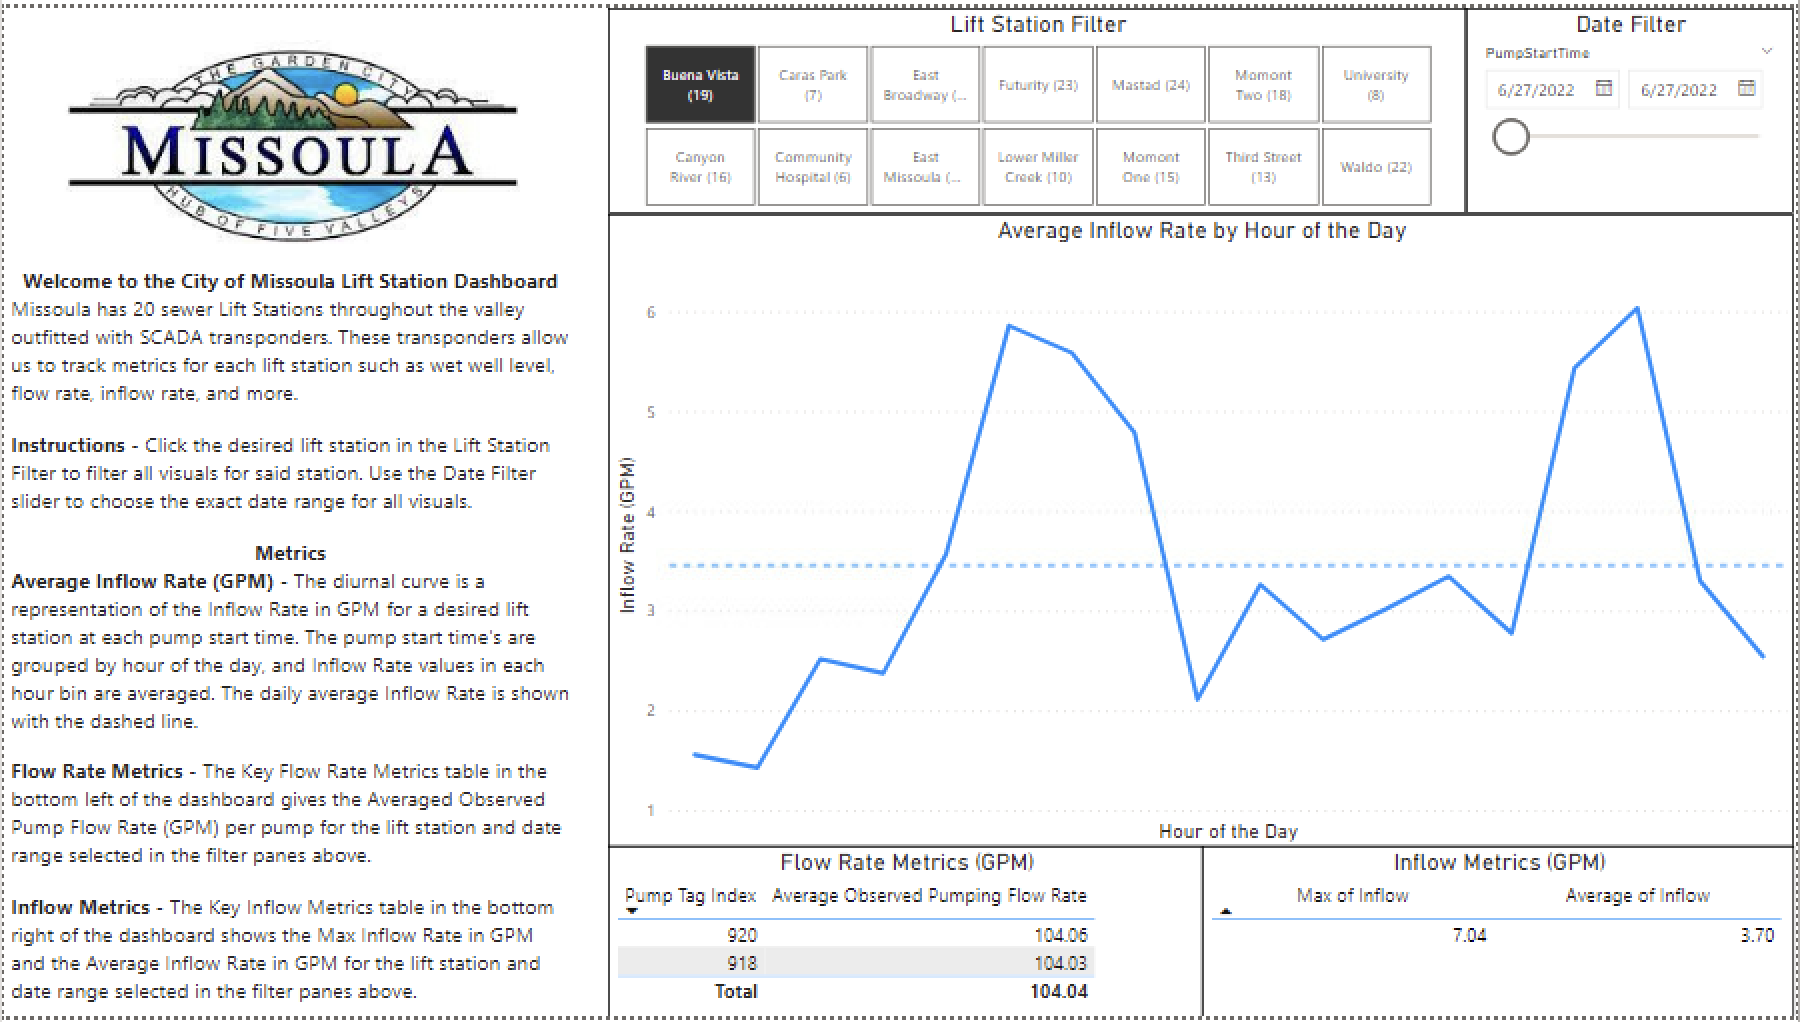 THE GARDEN CITY
MISSOULA
HUB OF FIVE VALLEYS
Welcome to the City of Missoula Lift Station Dashboard
Missoula has 20 sewer Lift Stations throughout the valley
outfitted with SCADA transponders. These transponders allow
us to track metrics for each lift station such as wet well level,
flow rate, inflow rate, and more.
Instructions - Click the desired lift station in the Lift Station
Filter to filter all visuals for said station. Use the Date Filter
slider to choose the exact date range for all visuals.
Metrics
Average Inflow Rate (GPM) - The diurnal curve is a
representation of the Inflow Rate in GPM for a desired lift
station at each pump start time. The pump start time's are
grouped by hour of the day, and Inflow Rate values in each
hour bin are averaged. The daily average Inflow Rate is shown
with the dashed line.
Flow Rate Metrics - The Key Flow Rate Metrics table in the
bottom left of the dashboard gives the Averaged Observed
Pump Flow Rate (GPM) per pump for the lift station and date
range selected in the filter panes above.
Inflow Metrics - The Key Inflow Metrics table in the bottom
right of the dashboard shows the Max Inflow Rate in GPM
and the Average Inflow Rate in GPM for the lift station and
date range selected in the filter panes above.
Lift Station Filter
Buena Vista
(19)
Caras Park
(7)
East
Broadway (...
Futurity (23)
Mastad (24)
Momont
Two (18)
University
(8)
Canyon
River (16)
Community
Hospital (6)
East
Missoula (...
Lower Miller
Creek (10)
Momont
One (15)
Third Street
(13)
Waldo (22)
Date Filter
PumpStartTime
6/27/2022
6/27/2022
Average Inflow Rate by Hour of the Day
Inflow Rate (GPM)
6
5
4
3
2
1
Hour of the Day
Flow Rate Metrics (GPM)
Pump Tag Index Average Observed Pumping Flow Rate
920 104.06
918 104.03
Total 104.04
Inflow Metrics (GPM)
Max of Inflow Average of Inflow
7.04 3.70